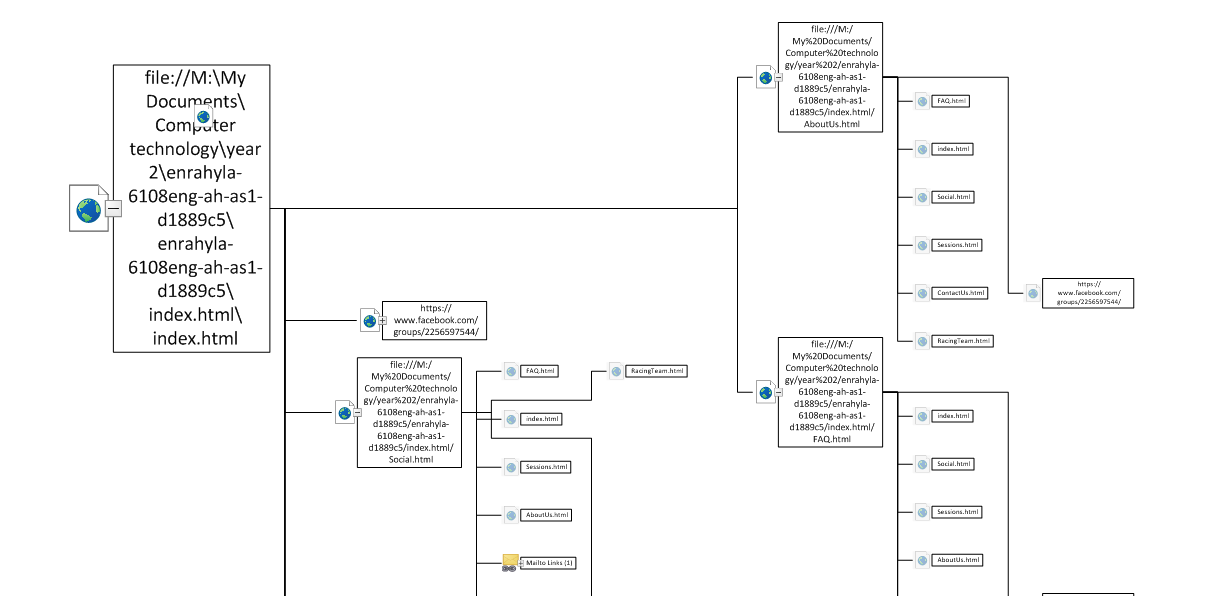 file://M:\My
Documents\
Computer
technology\year
2\enrahyla-
6108eng-ah-as1-
d1889c5\
enrahyla-
6108eng-ah-as1-
d1889c5\
index.html\
index.html
https://
www.facebook.com/
groups/2256597544/
file:///M:/
My%20Documents/
Computer%20technolo
gy/year%202/enrahyla-
6108eng-ah-as1-
d1889c5/enrahyla-
6108eng-ah-as1-
d1889c5/index.html/
Social.html
FAQ.html
RacingTeam.html
index.html
Sessions.html
AboutUs.html
Mailto Links (1)
file:///M:/
My%20Documents/
Computer%20technolo
gy/year%202/enrahyla-
6108eng-ah-as1-
d1889c5/enrahyla-
6108eng-ah-as1-
d1889c5/index.html/
AboutUs.html
FAQ.html
index.html
Social.html
Sessions.html
ContactUs.html
RacingTeam.html
https://
www.facebook.com/
groups/2256597544/
file:///M:/
My%20Documents/
Computer%20technolo
gy/year%202/enrahyla-
6108eng-ah-as1-
d1889c5/enrahyla-
6108eng-ah-as1-
d1889c5/index.html/
FAQ.html
index.html
Social.html
Sessions.html
AboutUs.html